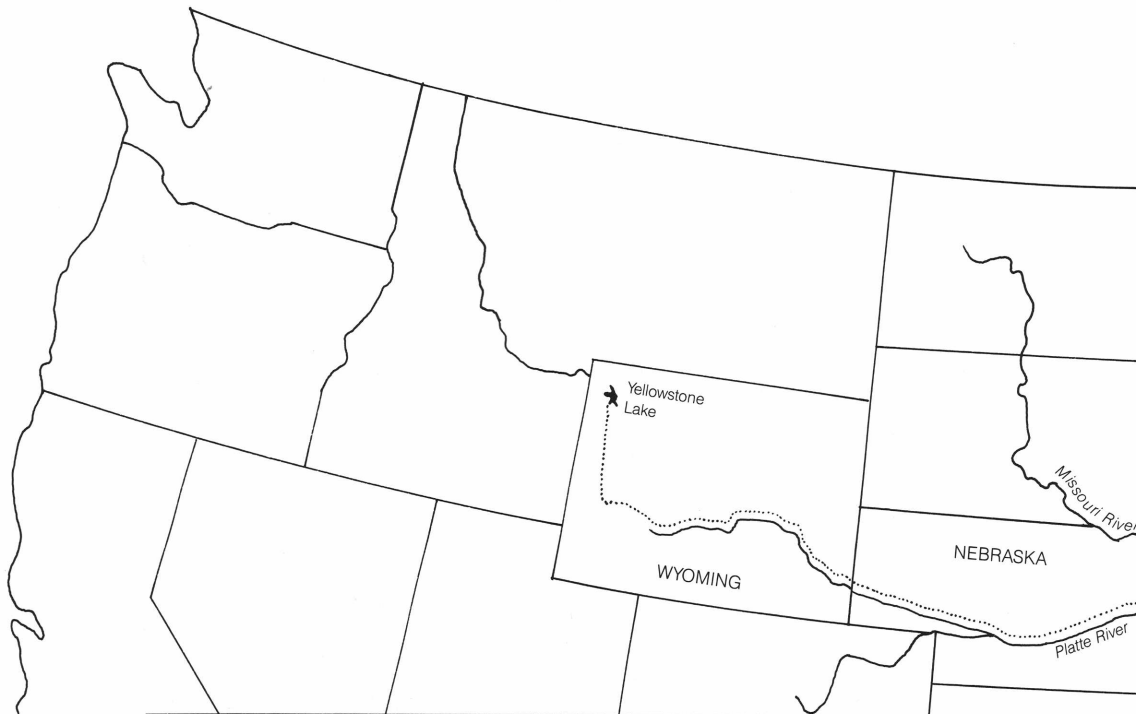 Yellowstone
Lake
Missouri River
NEBRASKA
WYOMING
Platte River